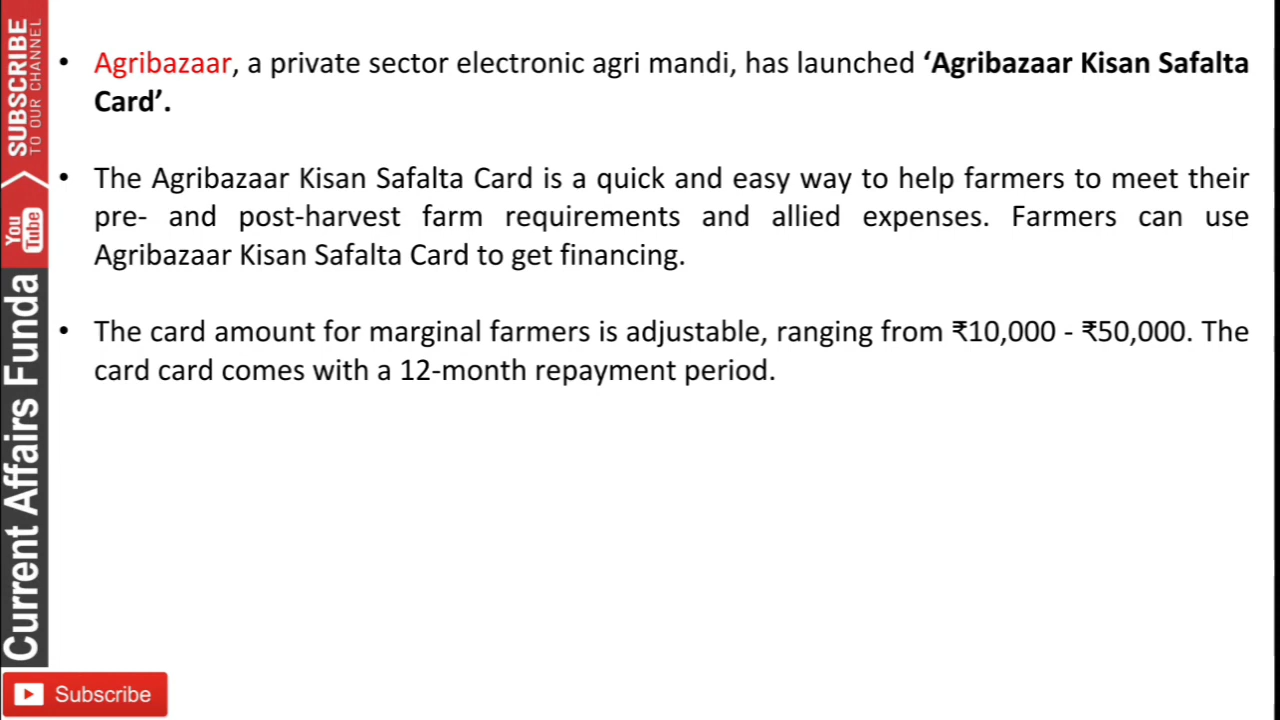 SUBSCRIBE
TO OUR CHANNEL
You
Tube
Current Affairs Funda
• Agribazaar, a private sector electronic agri mandi, has launched ‘Agribazaar Kisan Safalta
Card’.
• The Agribazaar Kisan Safalta Card is a quick and easy way to help farmers to meet their
pre- and post-harvest farm requirements and allied expenses. Farmers can use
Agribazaar Kisan Safalta Card to get financing.
• The card amount for marginal farmers is adjustable, ranging from ₹10,000 - ₹50,000. The
card card comes with a 12-month repayment period.
Subscribe